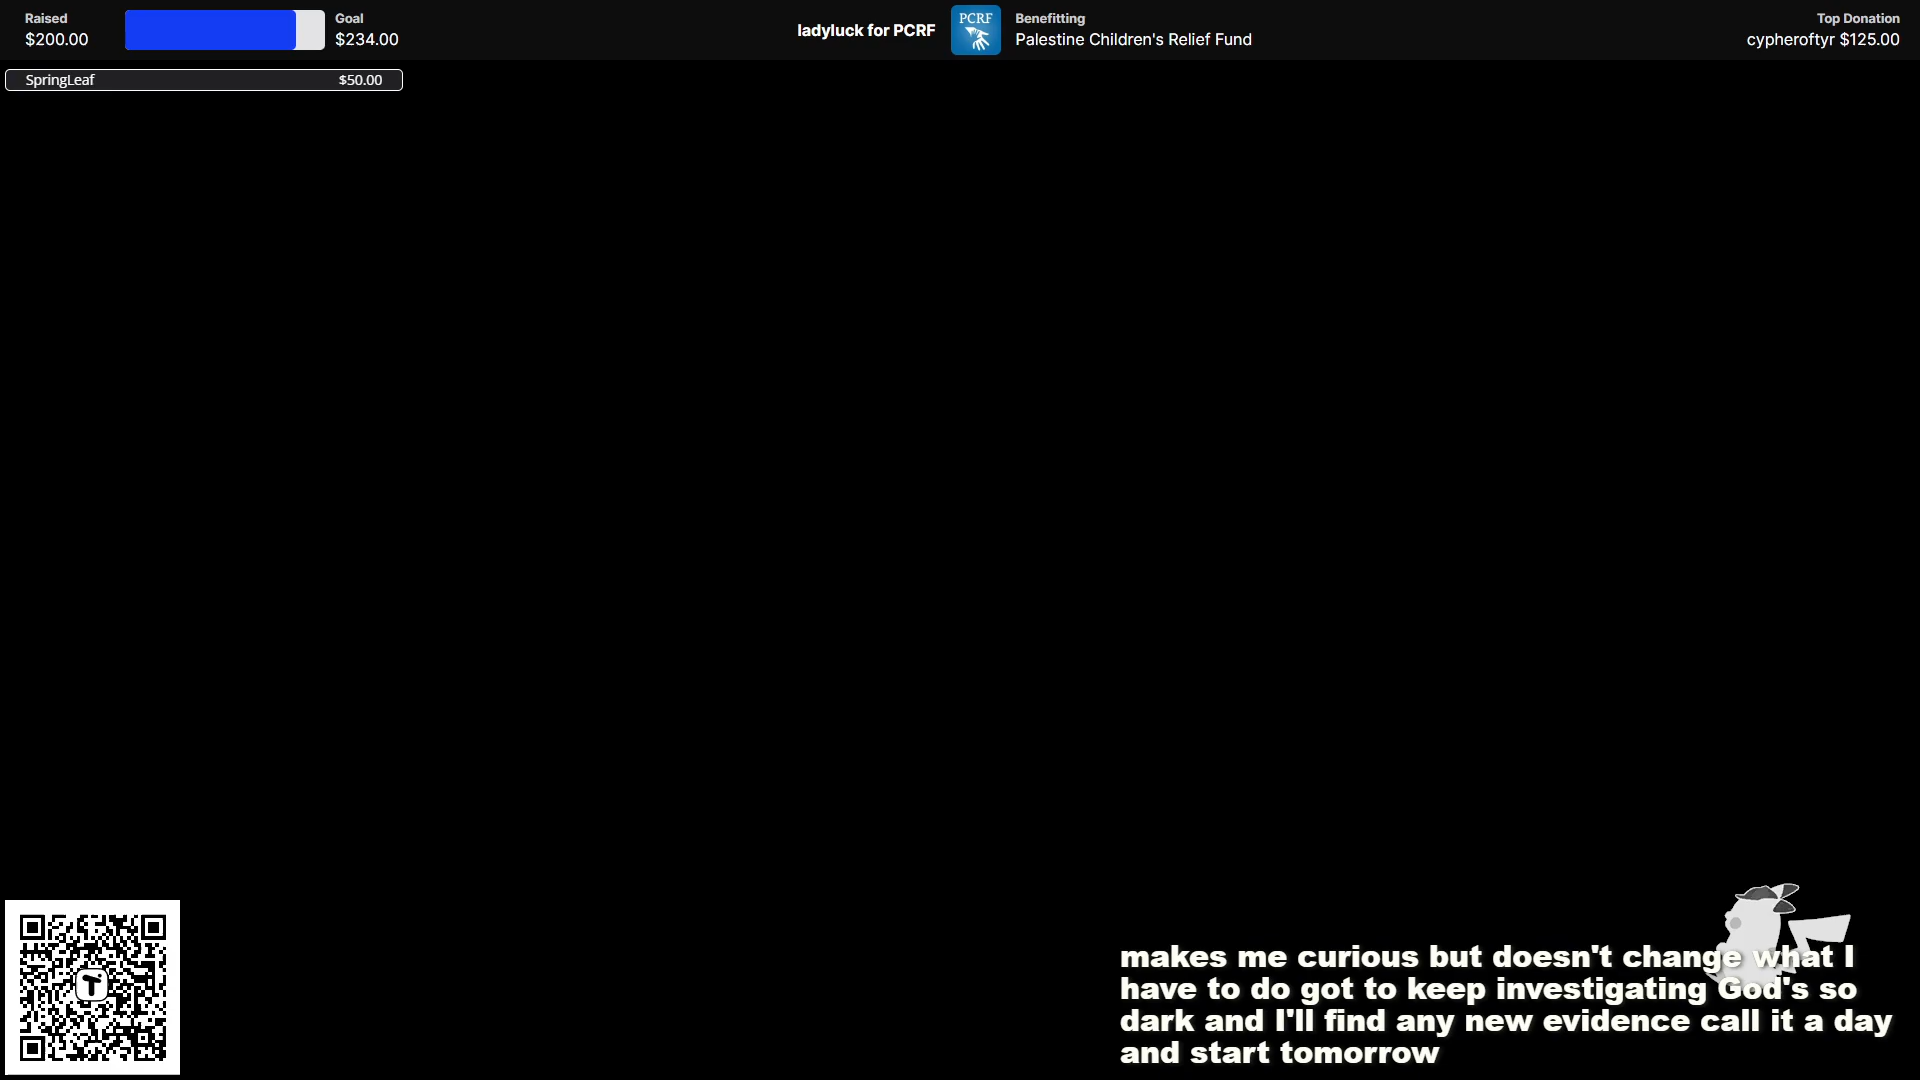 Raised
$200.00
Goal
$234.00
ladyluck for PCRF
PCRF
Benefitting
Palestine Children's Relief Fund
Top Donation
cypheroftyr $125.00
SpringLeaf $50.00
T
makes me curious but doesn't change what I
have to do got to keep investigating God's so
dark and I'll find any new evidence call it a day
and start tomorrow